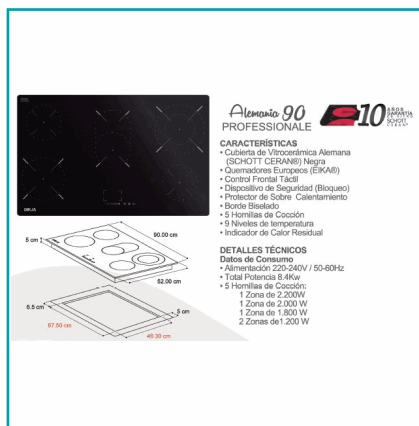 Alemania 90
PROFESSIONALE
10 AÑOS
GARANTÍA
SCHOTT
CERAN®
CARACTERÍSTICAS
• Cubierta de Vitrocerámica Alemana
(SCHOTT CERAN®) Negra
• Quemadores Europeos (EIKA®)
• Control Frontal Táctil
• Dispositivo de Seguridad (Bloqueo)
• Protector de Sobre Calentamiento
• Borde Biselado
• 5 Hornillas de Cocción
• 9 Niveles de temperatura
• Indicador de Calor Residual
DETALLES TÉCNICOS
Datos de Consumo
• Alimentación 220-240V / 50-60Hz
• Total Potencia 8.4Kw
• 5 Hornillas de Cocción:
1 Zona de 2.200W
1 Zona de 2.000 W
1 Zona de 1.800 W
2 Zonas de1.200 W
90.00 cm
5 cm
52.00 cm
6.5 cm
5 cm
87.50 cm
49.30 cm